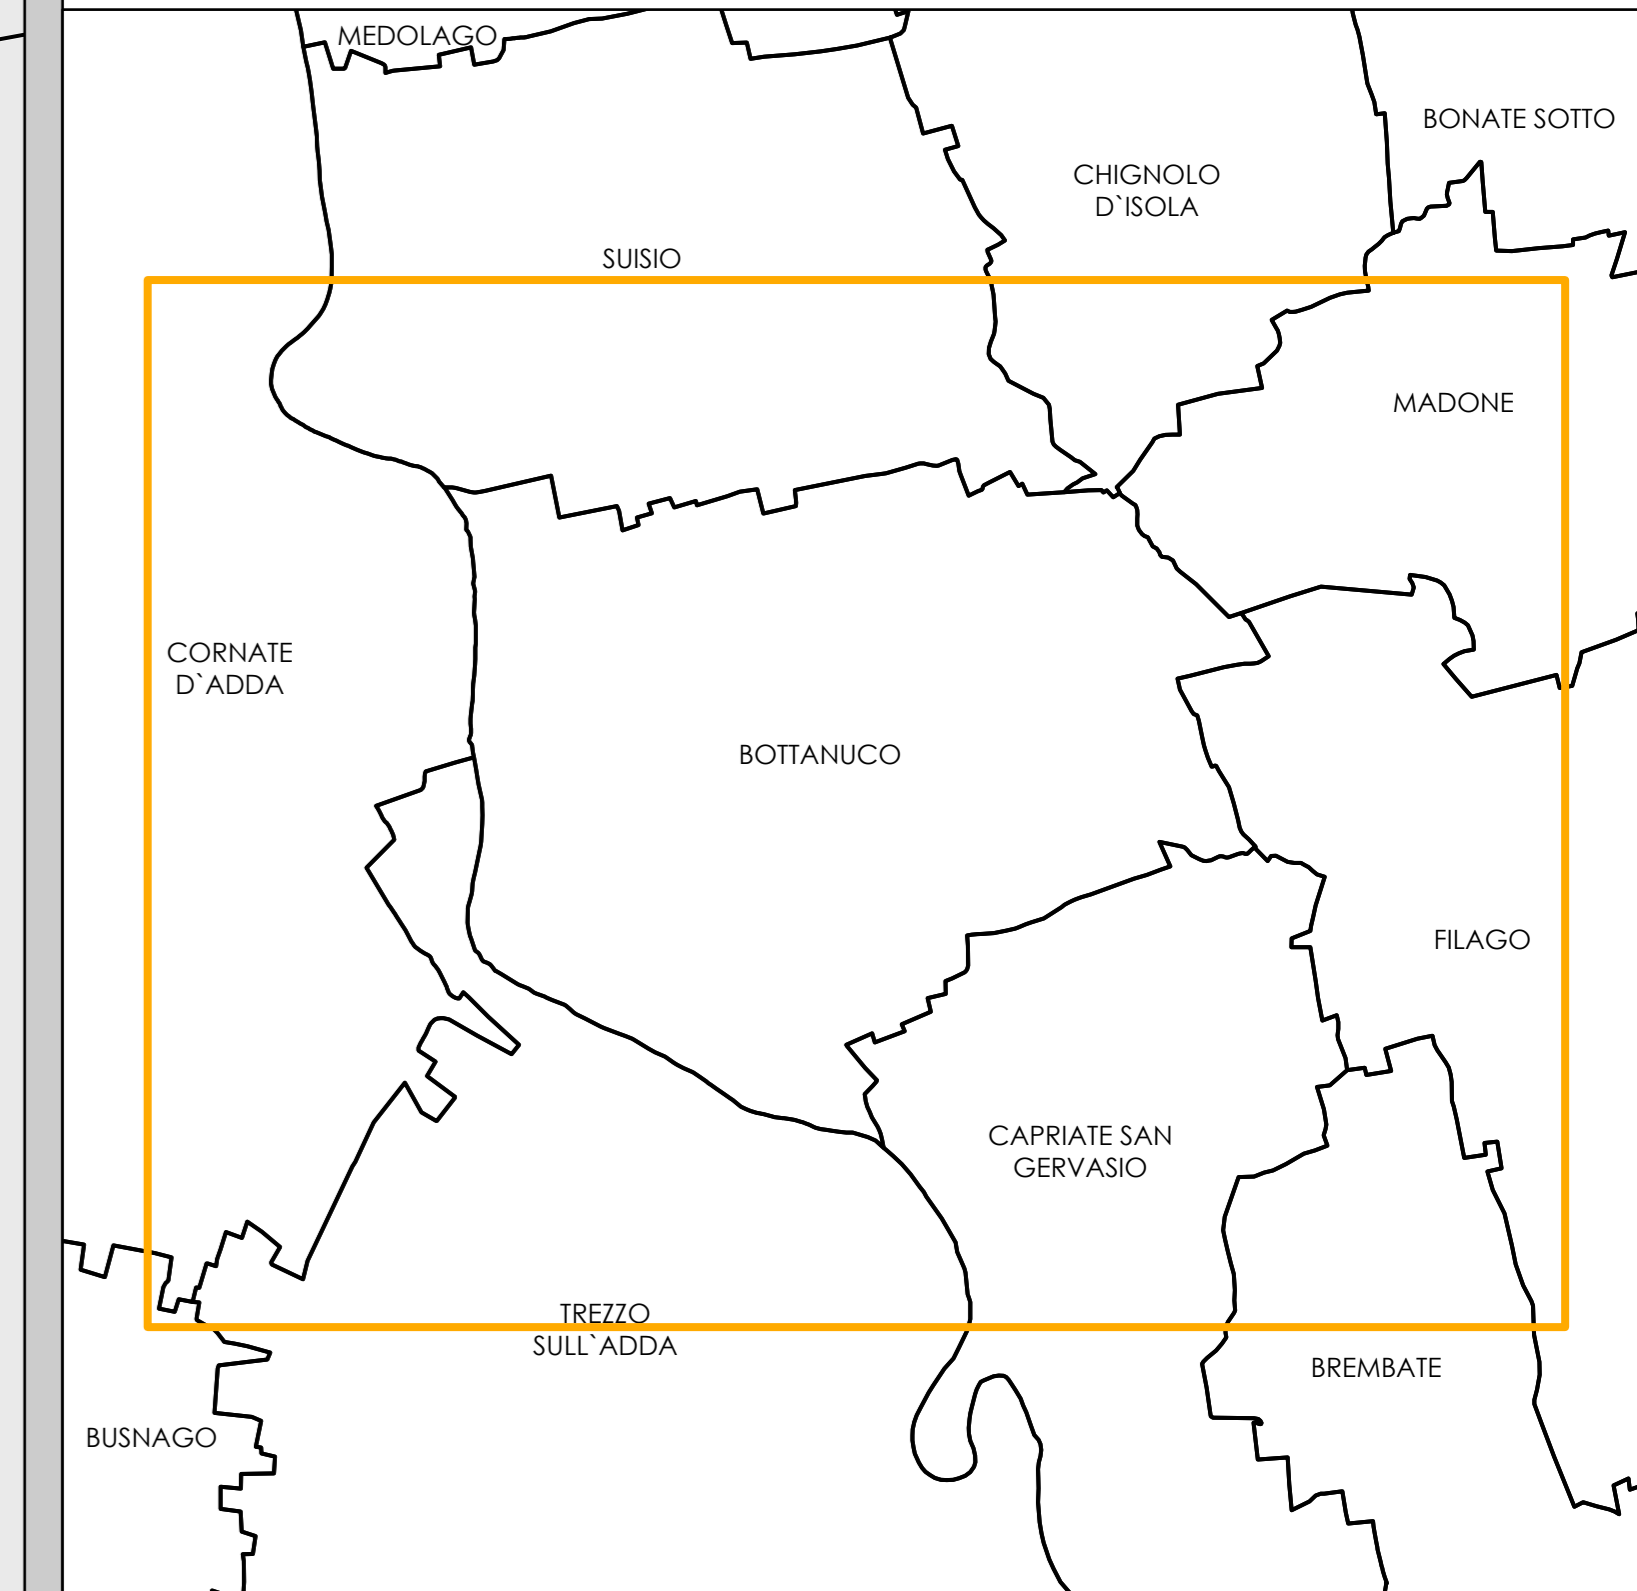 MEDOLAGO
BONATE SOTTO
CHIGNOLO
D`ISOLA
SUISIO
MADONE
CORNATE
D`ADDA
BOTTANUCO
FILAGO
CAPRIATE SAN
GERVASIO
TREZZO
SULL`ADDA
BREMBATE
BUSNAGO